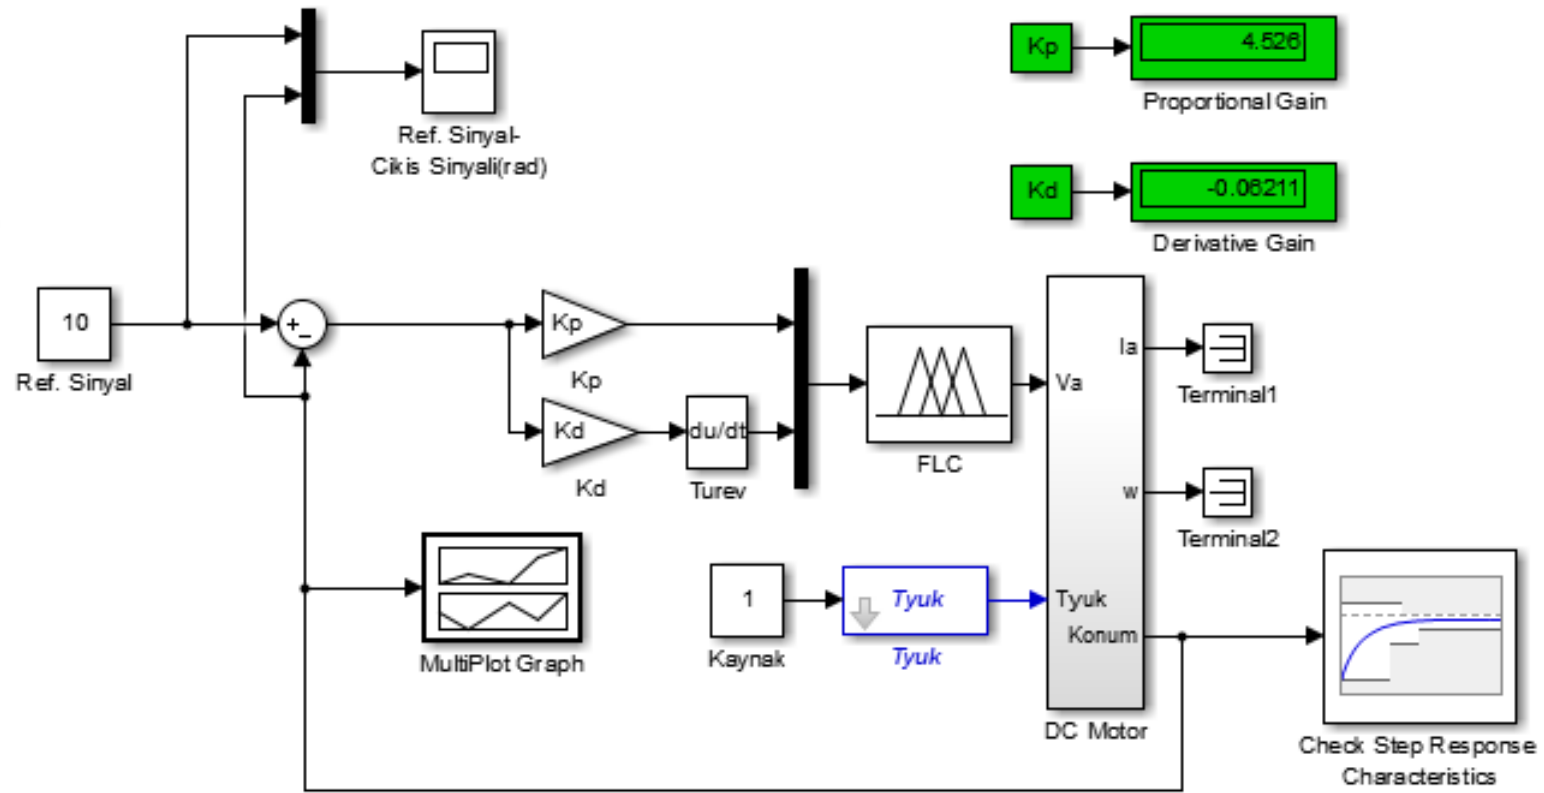 Kp
4.526
Proportional Gain
Ref. Sinyal-
Cikis Sinyali(rad)
Kd
-0.06211
Derivative Gain
10
Ref. Sinyal
+
-
Kp
Kp
Kd
Kd
du/dt
Turev
FLC
Va
Ia
Terminal1
w
Terminal2
Tyuk
Konum
DC Motor
MultiPlot Graph
1
Kaynak
Tyuk
Tyuk
Check Step Response
Characteristics